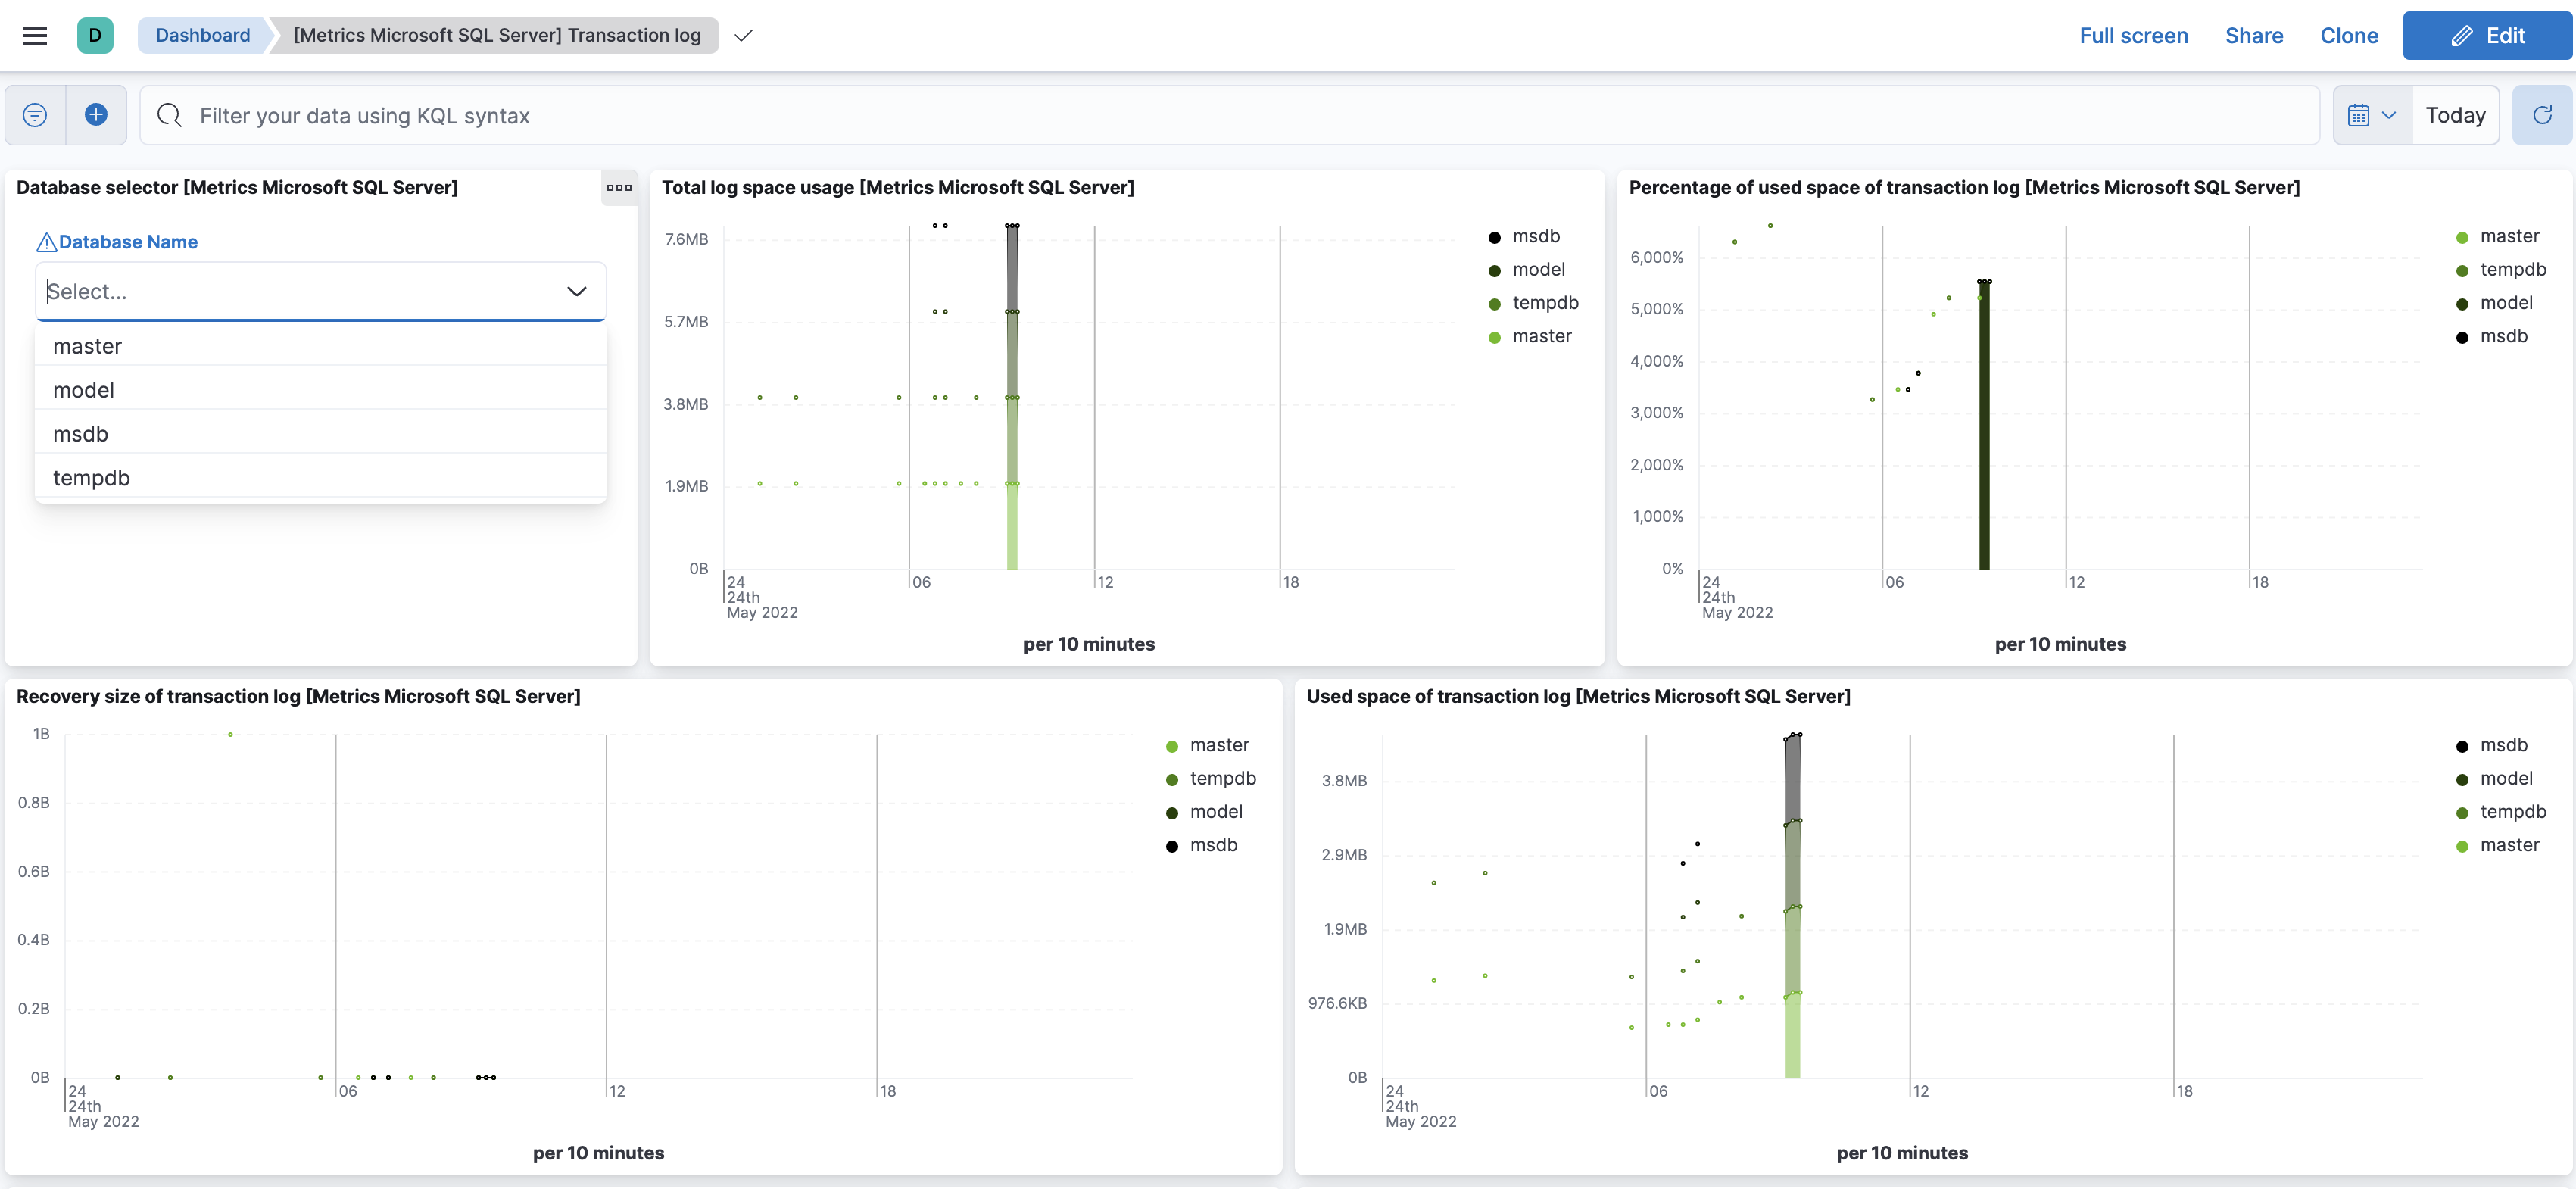 D Dashboard [Metrics Microsoft SQL Server] Transaction log Full screen Share Clone Edit
Filter your data using KQL syntax Today
Database selector [Metrics Microsoft SQL Server]
Database Name
Select...
master
model
msdb
tempdb
Total log space usage [Metrics Microsoft SQL Server]
7.6MB
5.7MB
3.8MB
1.9MB
0B
24 06 12 18
24th
May 2022
per 10 minutes
msdb
model
tempdb
master
Percentage of used space of transaction log [Metrics Microsoft SQL Server]
6,000%
5,000%
4,000%
3,000%
2,000%
1,000%
0%
24 06 12 18
24th
May 2022
per 10 minutes
master
tempdb
model
msdb
Recovery size of transaction log [Metrics Microsoft SQL Server]
1B
0.8B
0.6B
0.4B
0.2B
0B
24 06 12 18
24th
May 2022
per 10 minutes
master
tempdb
model
msdb
Used space of transaction log [Metrics Microsoft SQL Server]
3.8MB
2.9MB
1.9MB
976.6KB
0B
24 06 12 18
24th
May 2022
per 10 minutes
msdb
model
tempdb
master